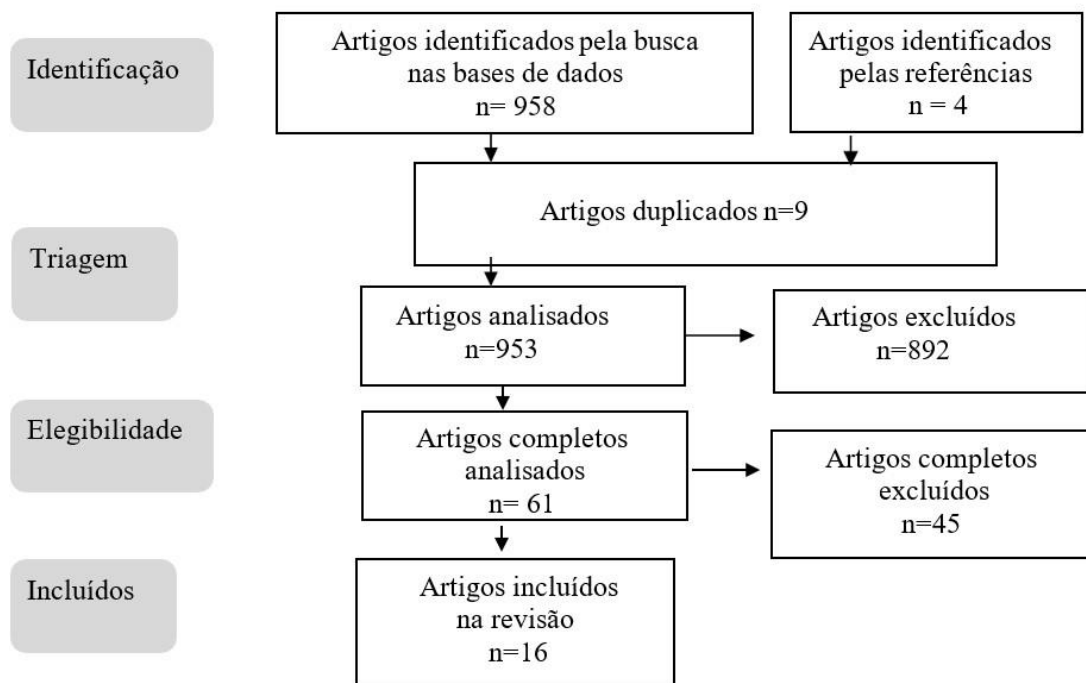 Identificação
Artigos identificados pela busca
nas bases de dados
n= 958
Artigos identificados
pelas referências
n = 4
Artigos duplicados n=9
Triagem
Artigos analisados
n=953
Artigos excluídos
n=892
Elegibilidade
Artigos completos
analisados
n= 61
Artigos completos
excluídos
n=45
Incluídos
Artigos incluídos
na revisão
n=16